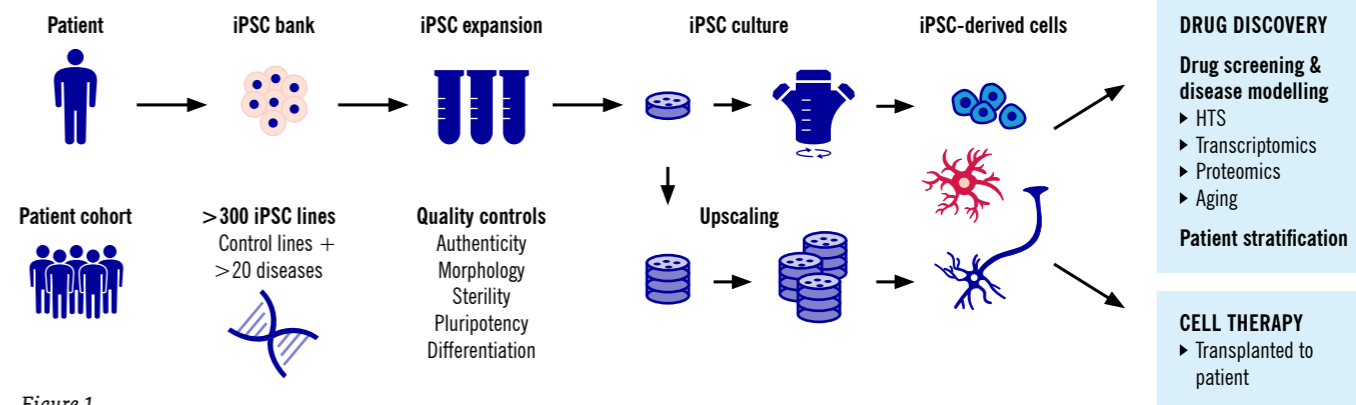 Patient
iPSC bank
iPSC expansion
iPSC culture
iPSC-derived cells
Patient cohort
>300 iPSC lines
Control lines +
>20 diseases
Quality controls
Authenticity
Morphology
Sterility
Pluripotency
Differentiation
Upscaling
DRUG DISCOVERY
Drug screening &
disease modelling
▶ HTS
▶ Transcriptomics
▶ Proteomics
▶ Aging
Patient stratification
CELL THERAPY
▶ Transplanted to
patient
Figure 1